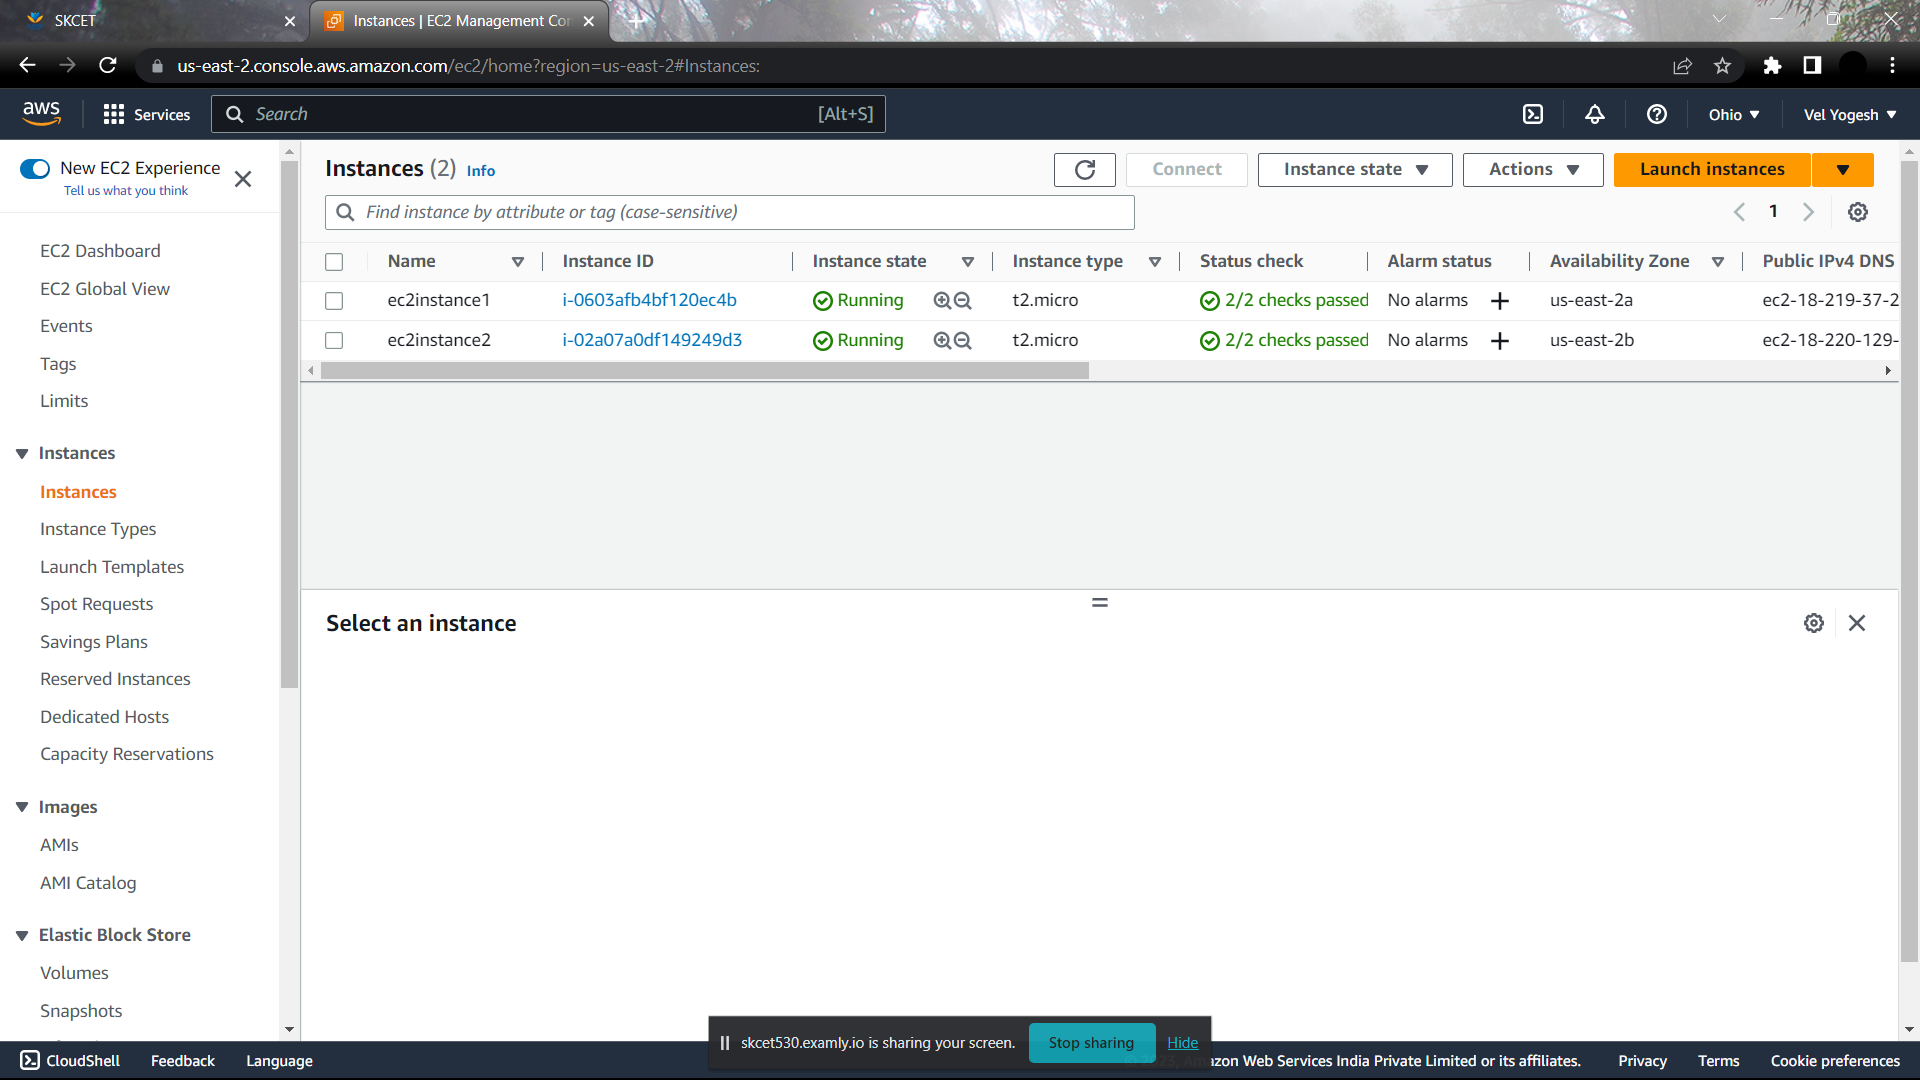 SKCET
Instances | EC2 Management Con
us-east-2.console.aws.amazon.com/ec2/home?region=us-east-2#Instances:
aws
Services
Search
[Alt+S]
Ohio
Vel Yogesh
New EC2 Experience
Tell us what you think
EC2 Dashboard
EC2 Global View
Events
Tags
Limits
Instances
Instances
Instance Types
Launch Templates
Spot Requests
Savings Plans
Reserved Instances
Dedicated Hosts
Capacity Reservations
Images
AMIs
AMI Catalog
Elastic Block Store
Volumes
Snapshots
Instances (2) Info
Connect
Instance state
Actions
Launch instances
Find instance by attribute or tag (case-sensitive)
1
Name Instance ID Instance state Instance type Status check Alarm status Availability Zone Public IPv4 DNS
ec2instance1 i-0603afb4bf120ec4b Running t2.micro 2/2 checks passed No alarms us-east-2a ec2-18-219-37-2
ec2instance2 i-02a07a0df149249d3 Running t2.micro 2/2 checks passed No alarms us-east-2b ec2-18-220-129-
Select an instance
skcet530.examly.io is sharing your screen.
Stop sharing
Hide
CloudShell
Feedback
Language
zon Web Services India Private Limited or its affiliates.
Privacy
Terms
Cookie preferences